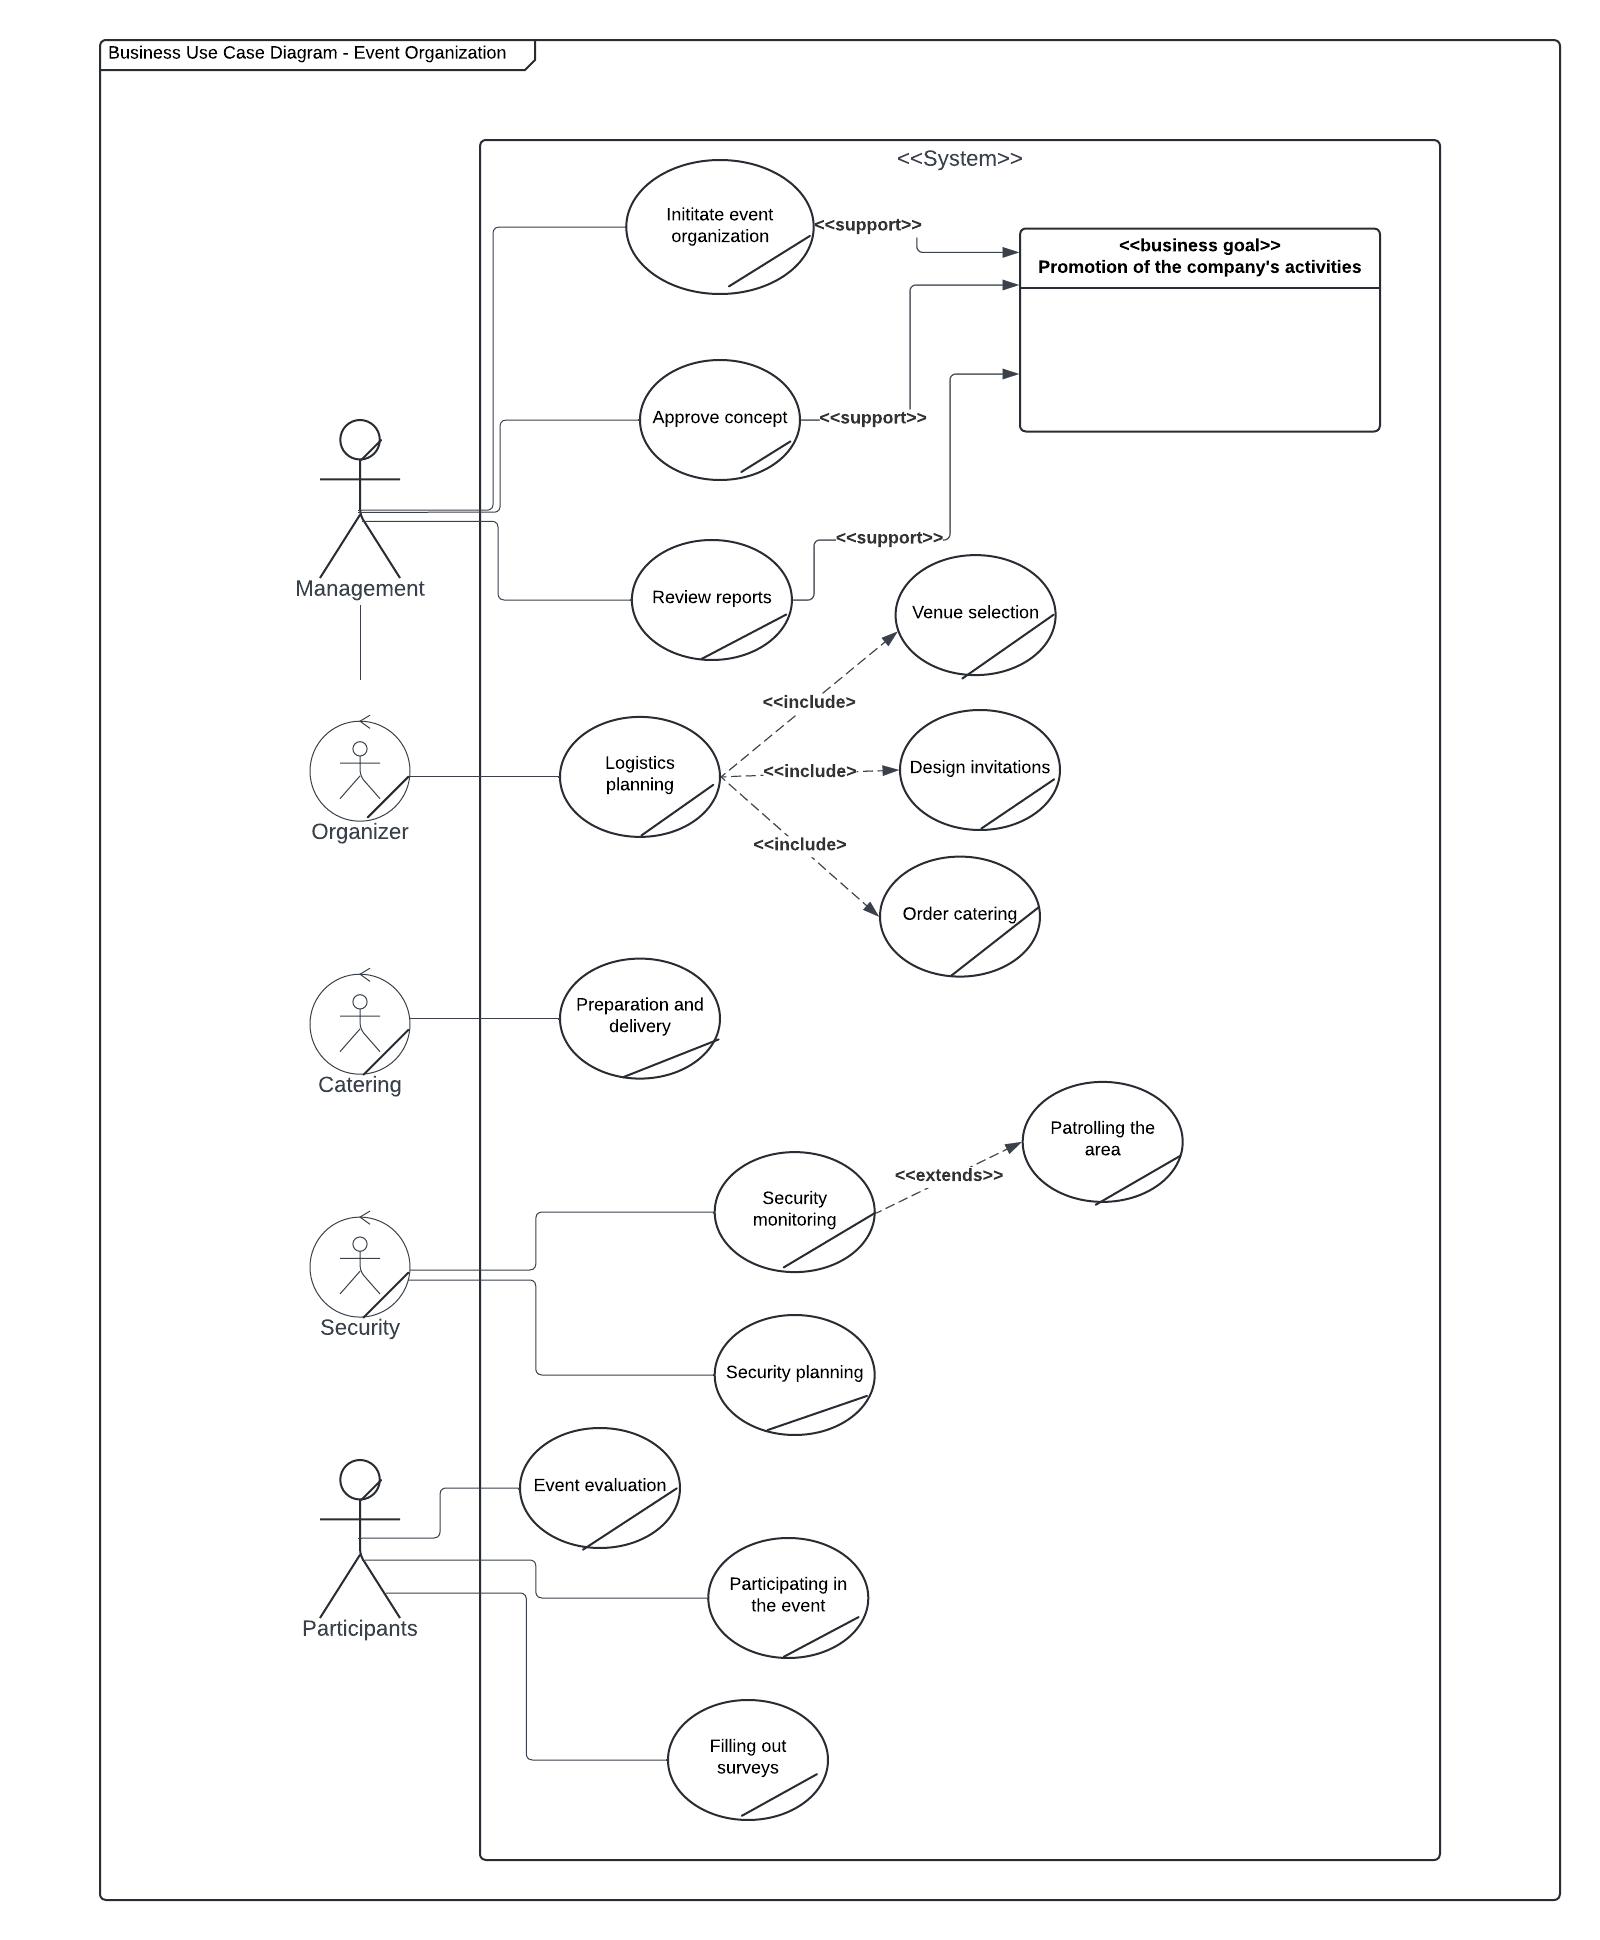 Business Use Case Diagram - Event Organization
<<System>>
Inititate event
organization
<<support>>
<<business goal>>
Promotion of the company's activities
Approve concept
<<support>>
<<support>>
Management
Review reports
Venue selection
<<include>
Logistics
planning
<<include>
Design invitations
Organizer
<<include>
Order catering
Preparation and
delivery
Catering
Patrolling the
area
<<extends>>
Security
monitoring
Security
Security planning
Event evaluation
Participating in
the event
Participants
Filling out
surveys